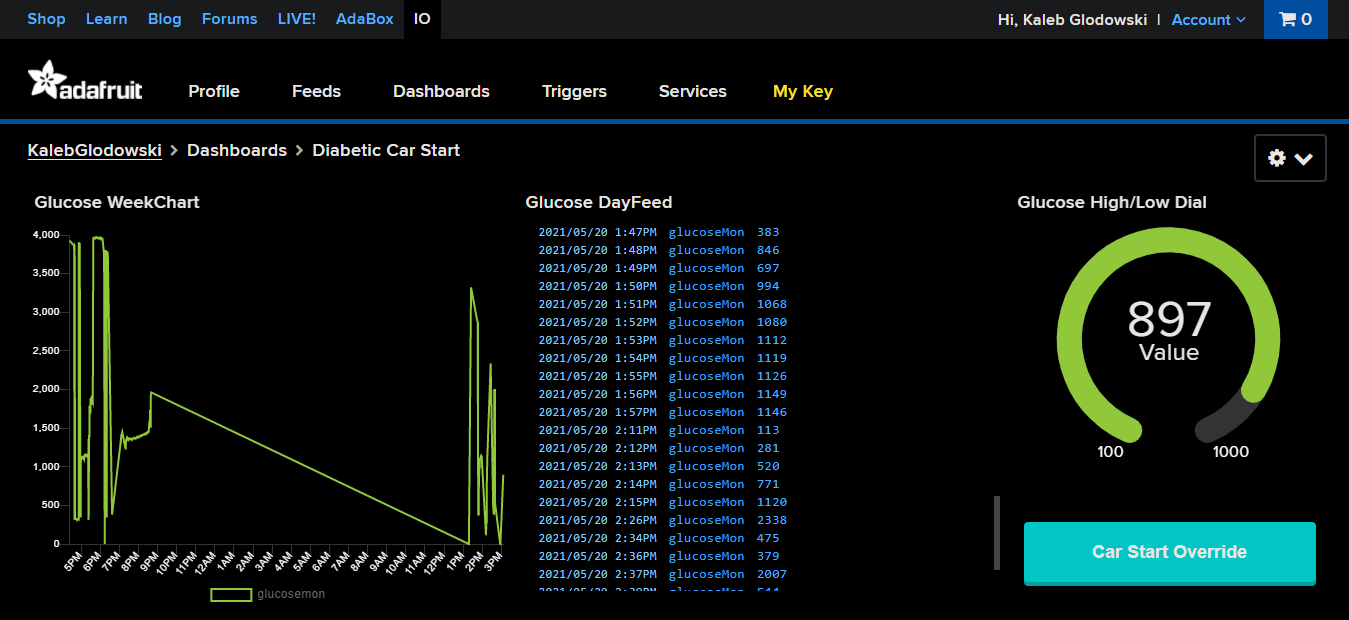 Shop Learn Blog Forums LIVE! AdaBox IO Hi, Kaleb Glodowski | Account 0
adafruit Profile Feeds Dashboards Triggers Services My Key
KalebGlodowski > Dashboards > Diabetic Car Start
Glucose WeekChart
4,000
3,500
3,000
2,500
2,000
1,500
1,000
500
0
5PM 6PM 7PM 8PM 9PM 10PM 11PM 12AM 1AM 2AM 3AM 4AM 5AM 6AM 7AM 8AM 9AM 10AM 11AM 12PM 1PM 2PM 3PM
glucosemon
Glucose DayFeed
2021/05/20 1:47PM glucoseMon 383
2021/05/20 1:48PM glucoseMon 846
2021/05/20 1:49PM glucoseMon 697
2021/05/20 1:50PM glucoseMon 994
2021/05/20 1:51PM glucoseMon 1068
2021/05/20 1:52PM glucoseMon 1080
2021/05/20 1:53PM glucoseMon 1112
2021/05/20 1:54PM glucoseMon 1119
2021/05/20 1:55PM glucoseMon 1126
2021/05/20 1:56PM glucoseMon 1149
2021/05/20 1:57PM glucoseMon 1146
2021/05/20 2:11PM glucoseMon 113
2021/05/20 2:12PM glucoseMon 281
2021/05/20 2:13PM glucoseMon 520
2021/05/20 2:14PM glucoseMon 771
2021/05/20 2:15PM glucoseMon 1120
2021/05/20 2:26PM glucoseMon 2338
2021/05/20 2:34PM glucoseMon 475
2021/05/20 2:36PM glucoseMon 379
2021/05/20 2:37PM glucoseMon 2007
Glucose High/Low Dial
897
Value
100 1000
Car Start Override